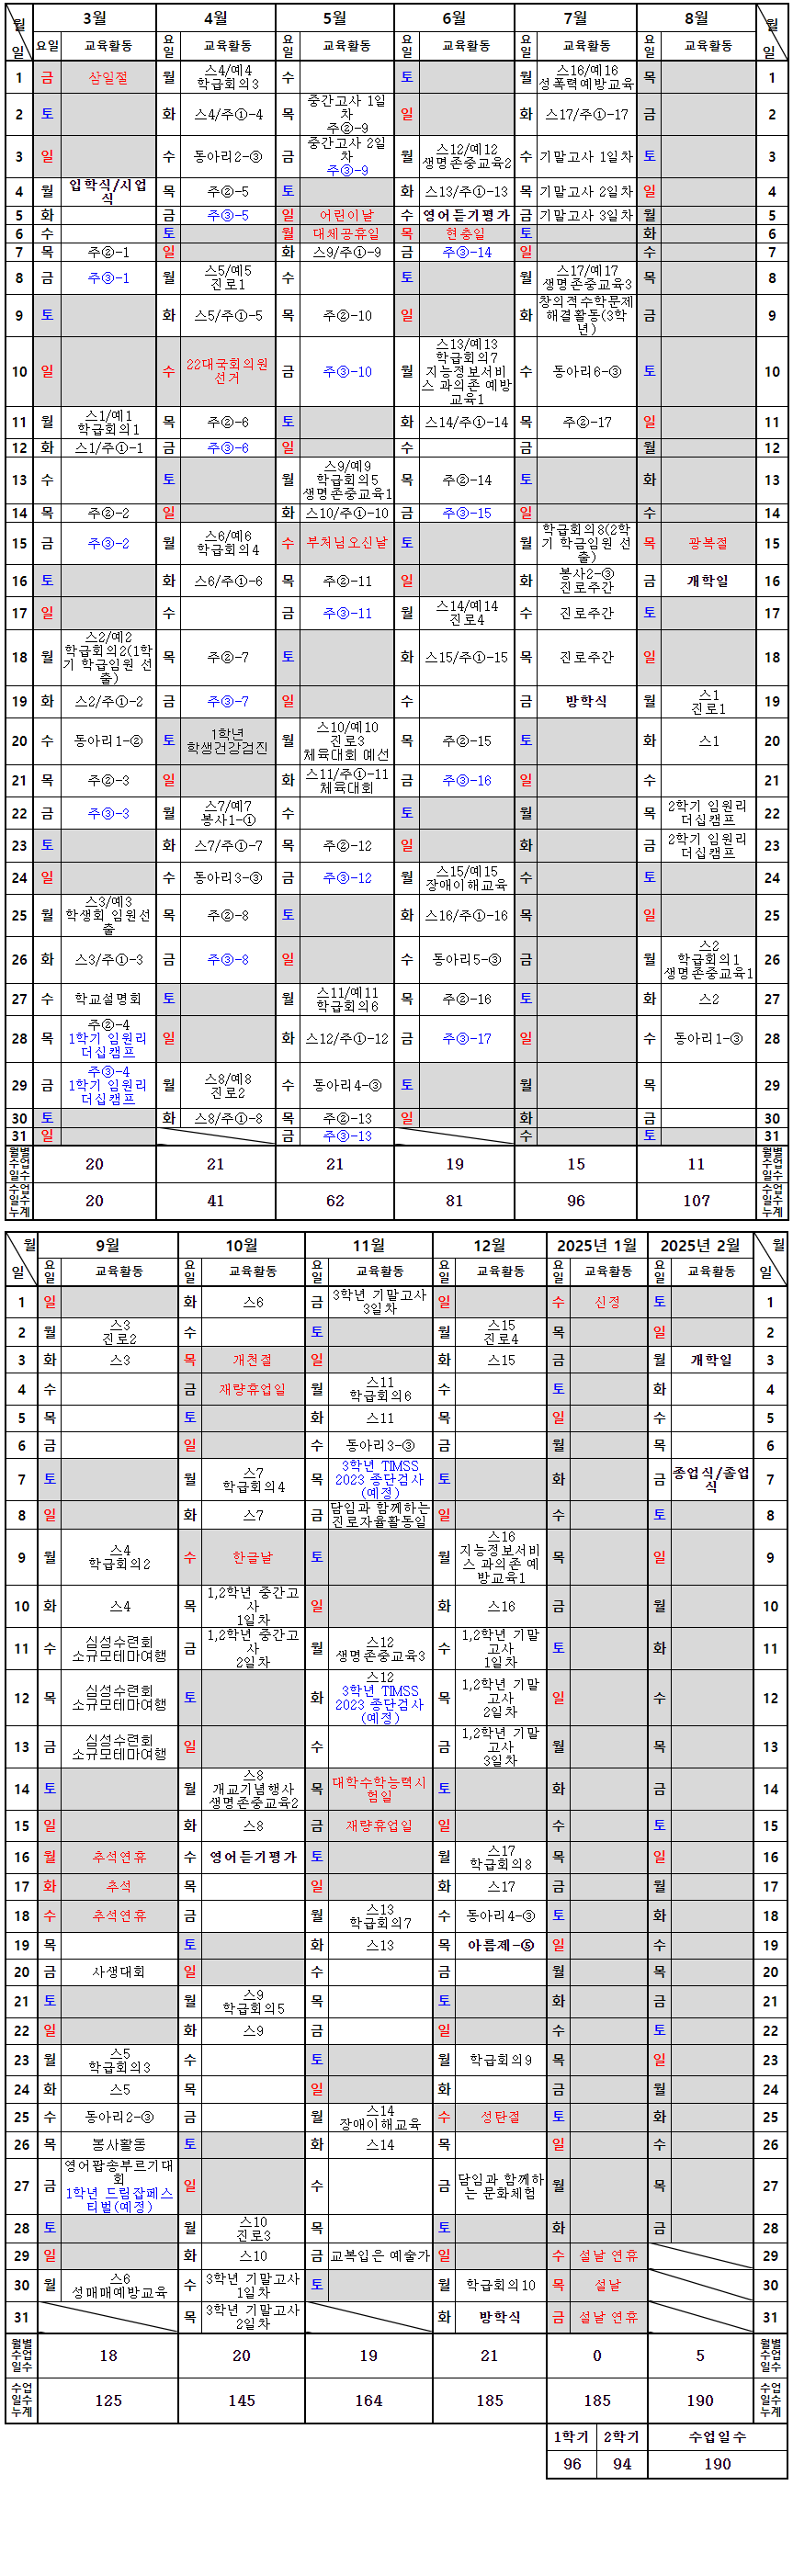 월 3월 4월 5월 6월 7월 8월 월
일 요일 교육활동 요일 교육활동 요일 교육활동 요일 교육활동 요일 교육활동 요일 교육활동 일
1 금 삼일절 월 스4/예4 학급회의3 수 토 월 스16/예16 성폭력예방교육 목 1
2 토 화 스4/주①-4 목 중간고사 1일차 주②-9 일 화 스17/주①-17 금 2
3 일 수 동아리2-③ 금 중간고사 2일차 주③-9 월 스12/예12 생명존중교육2 수 기말고사 1일차 토 3
4 월 입학식/시업식 목 주②-5 토 화 스13/주①-13 목 기말고사 2일차 일 4
5 화 금 주③-5 일 어린이날 수 영어듣기평가 금 기말고사 3일차 월 5
6 수 토 월 대체공휴일 목 현충일 토 화 6
7 목 주②-1 일 화 스9/주①-9 금 주③-14 일 수 7
8 금 주③-1 월 스5/예5 진로1 수 토 월 스17/예17 생명존중교육3 목 8
9 토 화 스5/주①-5 목 주②-10 일 화 창의적수학문제해결활동(3학년) 금 9
10 일 수 22대국회의원선거 금 주③-10 월 스13/예13 학급회의7 지능정보서비스 과의존 예방교육1 수 동아리6-③ 토 10
11 월 스1/예1 학급회의1 목 주②-6 토 화 스14/주①-14 목 주②-17 일 11
12 화 스1/주①-1 금 주③-6 일 수 금 월 12
13 수 토 월 스9/예9 학급회의5 생명존중교육1 목 주②-14 토 화 13
14 목 주②-2 일 화 스10/주①-10 금 주③-15 일 수 14
15 금 주③-2 월 스6/예6 학급회의4 수 부처님오신날 토 월 학급회의8(2학기 학급임원 선출) 목 광복절 15
16 토 화 스6/주①-6 목 주②-11 일 화 봉사2-③ 진로주간 금 개학일 16
17 일 수 금 주③-11 월 스14/예14 진로4 수 진로주간 토 17
18 월 스2/예2 학급회의2(1학기 학급임원 선출) 목 주②-7 토 화 스15/주①-15 목 진로주간 일 18
19 화 스2/주①-2 금 주③-7 일 수 금 방학식 월 스1 진로1 19
20 수 동아리1-② 토 1학년 학생건강검진 월 스10/예10 진로3 체육대회 예선 목 주②-15 토 화 스1 20
21 목 주②-3 일 화 스11/주①-11 체육대회 금 주③-16 일 수 21
22 금 주③-3 월 스7/예7 봉사1-① 수 토 월 목 2학기 임원리더십캠프 22
23 토 화 스7/주①-7 목 주②-12 일 화 금 2학기 임원리더십캠프 23
24 일 수 동아리3-③ 금 주③-12 월 스15/예15 장애이해교육 수 토 24
25 월 스3/예3 학생회 임원선출 목 주②-8 토 화 스16/주①-16 목 일 25
26 화 스3/주①-3 금 주③-8 일 수 동아리5-③ 금 월 스2 학급회의1 생명존중교육1 26
27 수 학교설명회 토 월 스11/예11 학급회의6 목 주②-16 토 화 스2 27
28 목 주②-4 1학기 임원리더십캠프 일 화 스12/주①-12 금 주③-17 일 수 동아리1-③ 28
29 금 주③-4 1학기 임원리더십캠프 월 스8/예8 진로2 수 동아리4-③ 토 월 목 29
30 토 화 스8/주①-8 목 주②-13 일 화 금 30
31 일 금 주③-13 수 토 31
월별수업일수 20 21 21 19 15 11 월별수업일수
수업일수누계 20 41 62 81 96 107 수업일수누계
월 9월 10월 11월 12월 2025년 1월 2025년 2월 월
일 요일 교육활동 요일 교육활동 요일 교육활동 요일 교육활동 요일 교육활동 요일 교육활동 일
1 일 화 스6 금 3학년 기말고사 3일차 일 수 신정 토 1
2 월 스3 진로2 수 토 월 스15 진로4 목 일 2
3 화 스3 목 개천절 일 화 스15 금 월 개학일 3
4 수 금 재량휴업일 월 스11 학급회의6 수 토 화 4
5 목 토 화 스11 목 일 수 5
6 금 일 수 동아리3-③ 금 월 목 6
7 토 월 스7 학급회의4 목 3학년 TIMSS 2023 종단검사(예정) 토 화 금 종업식/졸업식 7
8 일 화 스7 금 담임과 함께하는 진로자율활동일 일 수 토 8
9 월 스4 학급회의2 수 한글날 토 월 스16 지능정보서비스 과의존 예방교육1 목 일 9
10 화 스4 목 1,2학년 중간고사 1일차 일 화 스16 금 월 10
11 수 심성수련회 소규모테마여행 금 1,2학년 중간고사 2일차 월 스12 생명존중교육3 수 1,2학년 기말고사 1일차 토 화 11
12 목 심성수련회 소규모테마여행 토 화 스12 3학년 TIMSS 2023 종단검사(예정) 목 1,2학년 기말고사 2일차 일 수 12
13 금 심성수련회 소규모테마여행 일 수 금 1,2학년 기말고사 3일차 월 목 13
14 토 월 스8 개교기념행사 생명존중교육2 목 대학수학능력시험일 토 화 금 14
15 일 화 스8 금 재량휴업일 일 수 토 15
16 월 추석연휴 수 영어듣기평가 토 월 스17 학급회의8 목 일 16
17 화 추석 목 일 화 스17 금 월 17
18 수 추석연휴 금 월 스13 학급회의7 수 동아리4-③ 토 화 18
19 목 토 화 스13 목 아름제-⑤ 일 수 19
20 금 사생대회 일 수 금 월 목 20
21 토 월 스9 학급회의5 목 토 화 금 21
22 일 화 스9 금 일 수 토 22
23 월 스5 학급회의3 수 토 월 학급회의9 목 일 23
24 화 스5 목 일 화 금 월 24
25 수 동아리2-③ 금 월 스14 장애이해교육 수 성탄절 토 화 25
26 목 봉사활동 토 화 스14 목 일 수 26
27 금 영어팝송부르기대회 1학년 드림잡페스티벌(예정) 일 수 금 담임과 함께하는 문화체험 월 목 27
28 토 월 스10 진로3 목 토 화 금 28
29 일 화 스10 금 교복입은 예술가 일 수 설날 연휴 29
30 월 스6 성매매예방교육 수 3학년 기말고사 1일차 토 월 학급회의10 목 설날 30
31 목 3학년 기말고사 2일차 화 방학식 금 설날 연휴 31
월별수업일수 18 20 19 21 0 5 월별수업일수
수업일수누계 125 145 164 185 185 190 수업일수누계
1학기 2학기 수업일수
96 94 190